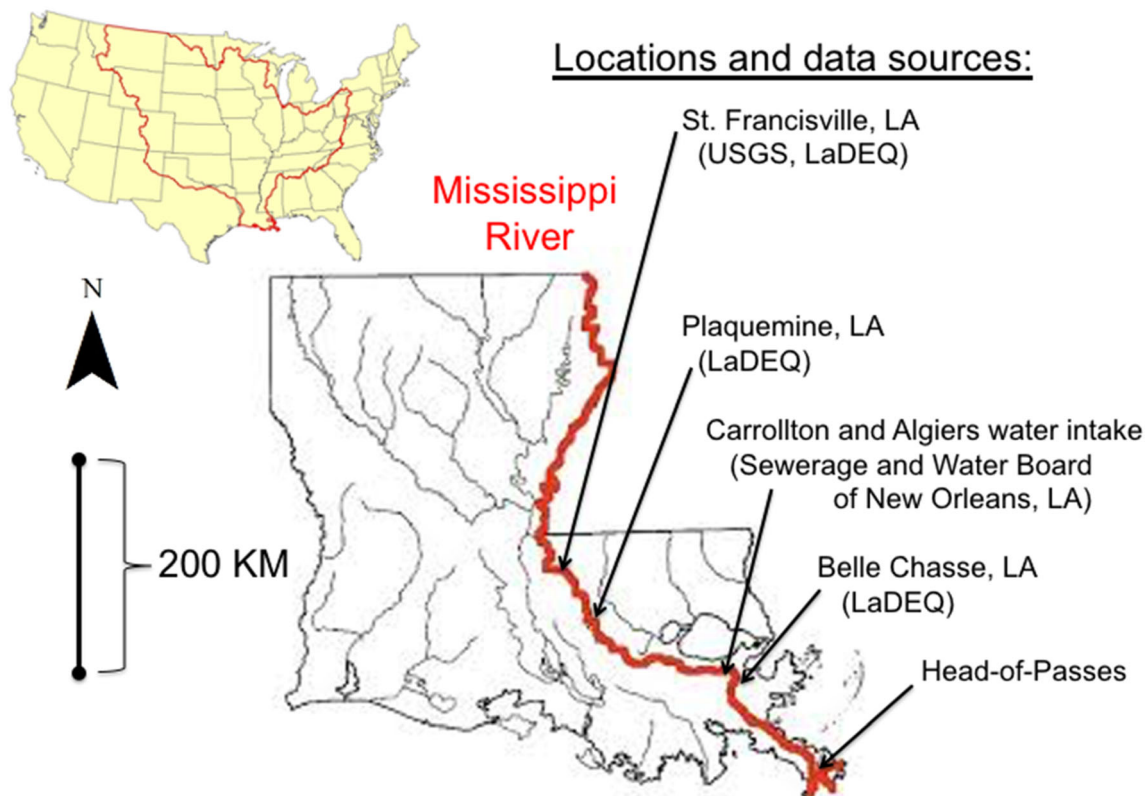 Locations and data sources:
St. Francisville, LA
(USGS, LaDEQ)
Mississippi
River
N
Plaquemine, LA
(LaDEQ)
Carrollton and Algiers water intake
(Sewerage and Water Board
of New Orleans, LA)
200 KM
Belle Chasse, LA
(LaDEQ)
Head-of-Passes